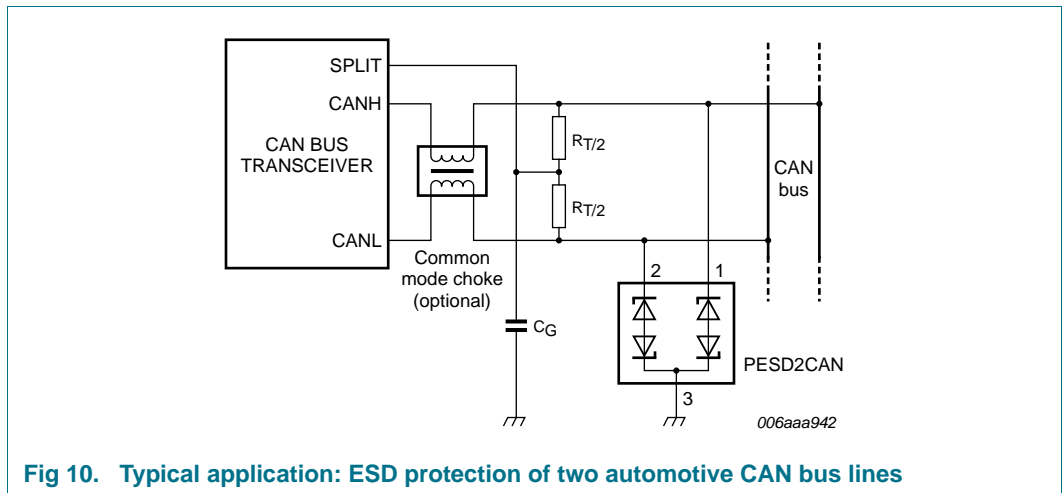 SPLIT
CANH
CAN BUS
TRANSCEIVER
CANL
Common
mode choke
(optional)
RT/2
RT/2
CG
CAN
bus
2
1
PESD2CAN
3
006aaa942
Fig 10. Typical application: ESD protection of two automotive CAN bus lines